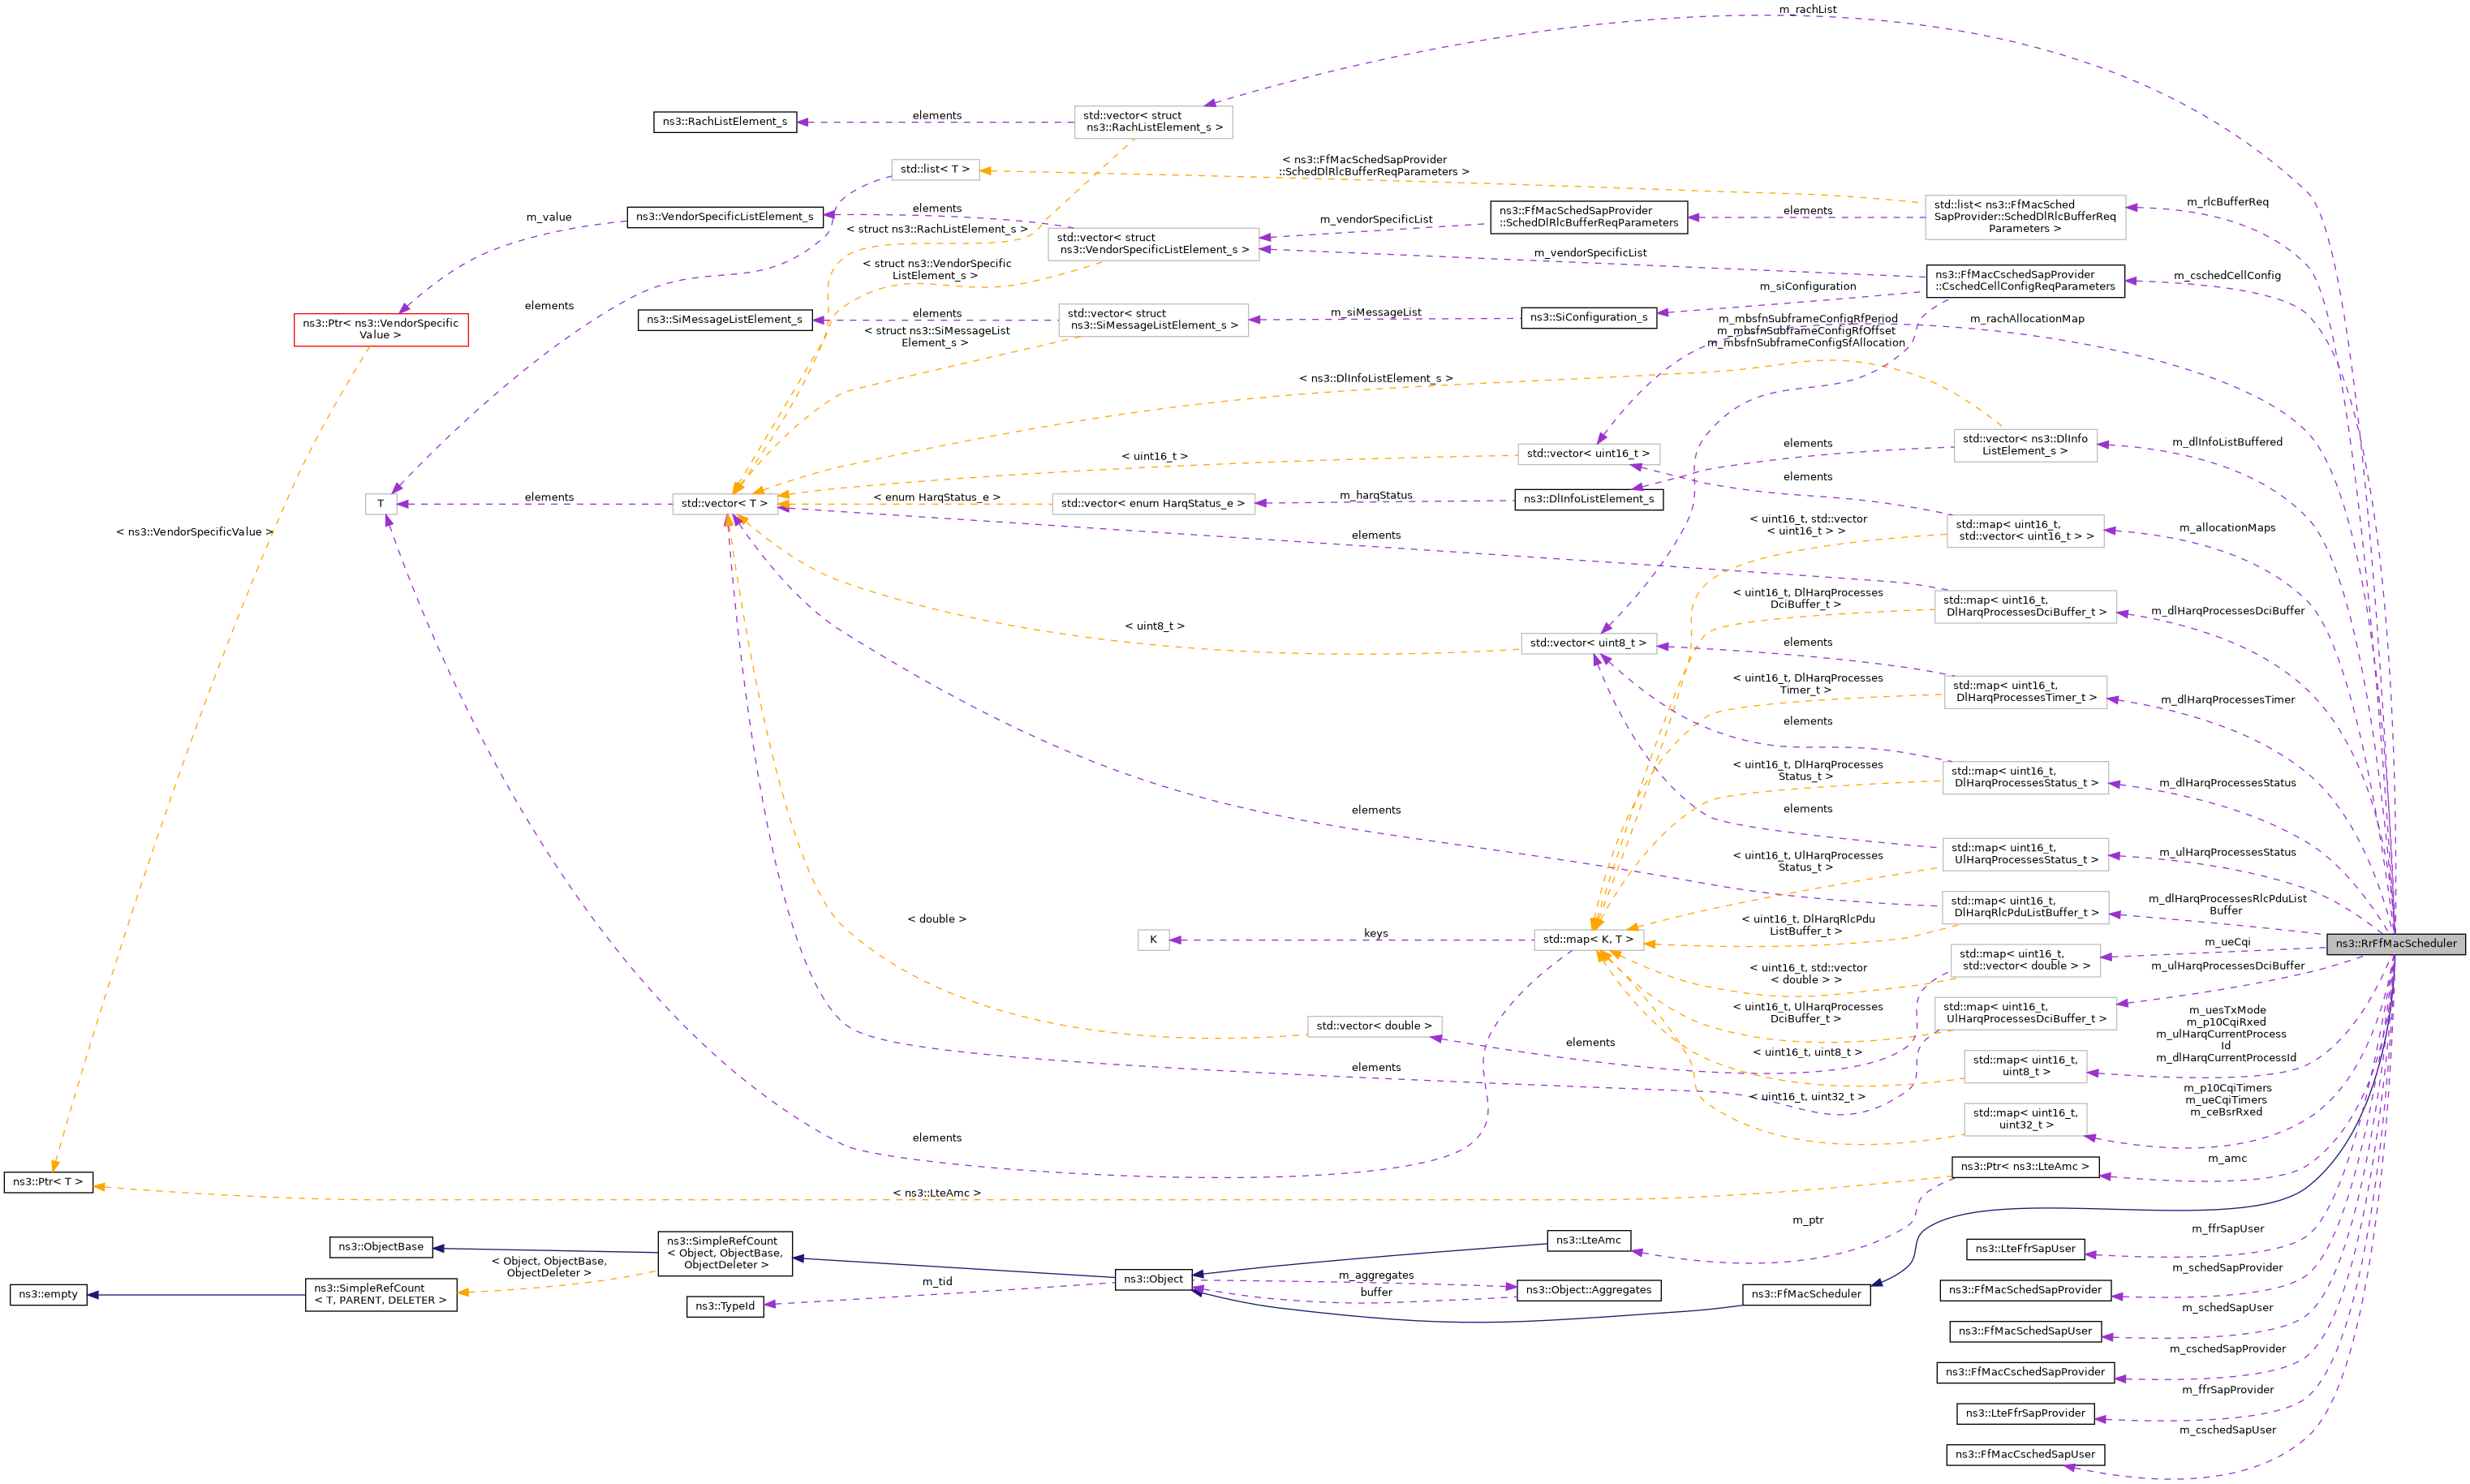 m_rachList
ns3::RachListElement_s
elements
std::vector< struct
ns3::RachListElement_s >
std::list< T >
< ns3::FfMacSchedSapProvider
::SchedDlRlcBufferReqParameters >
m_value
ns3::VendorSpecificListElement_s
elements
< struct ns3::RachListElement_s >
std::vector< struct
ns3::VendorSpecificListElement_s >
m_vendorSpecificList
ns3::FfMacSchedSapProvider
::SchedDlRlcBufferReqParameters
elements
std::list< ns3::FfMacSched
SapProvider::SchedDlRlcBufferReq
Parameters >
m_rlcBufferReq
< struct ns3::VendorSpecific
ListElement_s >
m_vendorSpecificList
ns3::FfMacCschedSapProvider
::CschedCellConfigReqParameters
m_cschedCellConfig
elements
ns3::Ptr< ns3::VendorSpecific
Value >
ns3::SiMessageListElement_s
elements
< struct ns3::SiMessageList
Element_s >
std::vector< struct
ns3::SiMessageListElement_s >
m_siMessageList
ns3::SiConfiguration_s
m_siConfiguration
m_mbsfnSubframeConfigRfPeriod
m_mbsfnSubframeConfigRfOffset
m_mbsfnSubframeConfigSfAllocation
m_rachAllocationMap
< ns3::DlInfoListElement_s >
< uint16_t >
std::vector< uint16_t >
elements
std::vector< ns3::DlInfo
ListElement_s >
m_dlInfoListBuffered
T
elements
std::vector< T >
< enum HarqStatus_e >
std::vector< enum HarqStatus_e >
m_harqStatus
ns3::DlInfoListElement_s
elements
< ns3::VendorSpecificValue >
elements
< uint16_t, std::vector
< uint16_t > >
std::map< uint16_t,
std::vector< uint16_t > >
m_allocationMaps
< uint16_t, DlHarqProcesses
DciBuffer_t >
std::map< uint16_t,
DlHarqProcessesDciBuffer_t >
m_dlHarqProcessesDciBuffer
< uint8_t >
std::vector< uint8_t >
elements
< uint16_t, DlHarqProcesses
Timer_t >
std::map< uint16_t,
DlHarqProcessesTimer_t >
m_dlHarqProcessesTimer
elements
< uint16_t, DlHarqProcesses
Status_t >
std::map< uint16_t,
DlHarqProcessesStatus_t >
m_dlHarqProcessesStatus
elements
elements
< uint16_t, UlHarqProcesses
Status_t >
std::map< uint16_t,
UlHarqProcessesStatus_t >
m_ulHarqProcessesStatus
< double >
K
keys
std::map< K, T >
< uint16_t, DlHarqRlcPdu
ListBuffer_t >
std::map< uint16_t,
DlHarqRlcPduListBuffer_t >
m_dlHarqProcessesRlcPduList
Buffer
ns3::RrFfMacScheduler
< uint16_t, std::vector
< double > >
std::map< uint16_t,
std::vector< double > >
m_ueCqi
m_ulHarqProcessesDciBuffer
std::vector< double >
elements
< uint16_t, UlHarqProcesses
DciBuffer_t >
std::map< uint16_t,
UlHarqProcessesDciBuffer_t >
m_uesTxMode
m_p10CqiRxed
m_ulHarqCurrentProcess
Id
m_dlHarqCurrentProcessId
elements
< uint16_t, uint8_t >
std::map< uint16_t,
uint8_t >
< uint16_t, uint32_t >
std::map< uint16_t,
uint32_t >
m_p10CqiTimers
m_ueCqiTimers
m_ceBsrRxed
elements
ns3::Ptr< T >
< ns3::LteAmc >
ns3::Ptr< ns3::LteAmc >
m_amc
m_ptr
ns3::ObjectBase
ns3::SimpleRefCount
< Object, ObjectBase,
ObjectDeleter >
ns3::LteAmc
ns3::LteFfrSapUser
m_ffrSapUser
ns3::empty
ns3::SimpleRefCount
< T, PARENT, DELETER >
< Object, ObjectBase,
ObjectDeleter >
m_tid
ns3::TypeId
ns3::Object
m_aggregates
buffer
ns3::Object::Aggregates
ns3::FfMacScheduler
ns3::FfMacSchedSapProvider
m_schedSapProvider
ns3::FfMacSchedSapUser
m_schedSapUser
ns3::FfMacCschedSapProvider
m_cschedSapProvider
ns3::LteFfrSapProvider
m_ffrSapProvider
ns3::FfMacCschedSapUser
m_cschedSapUser